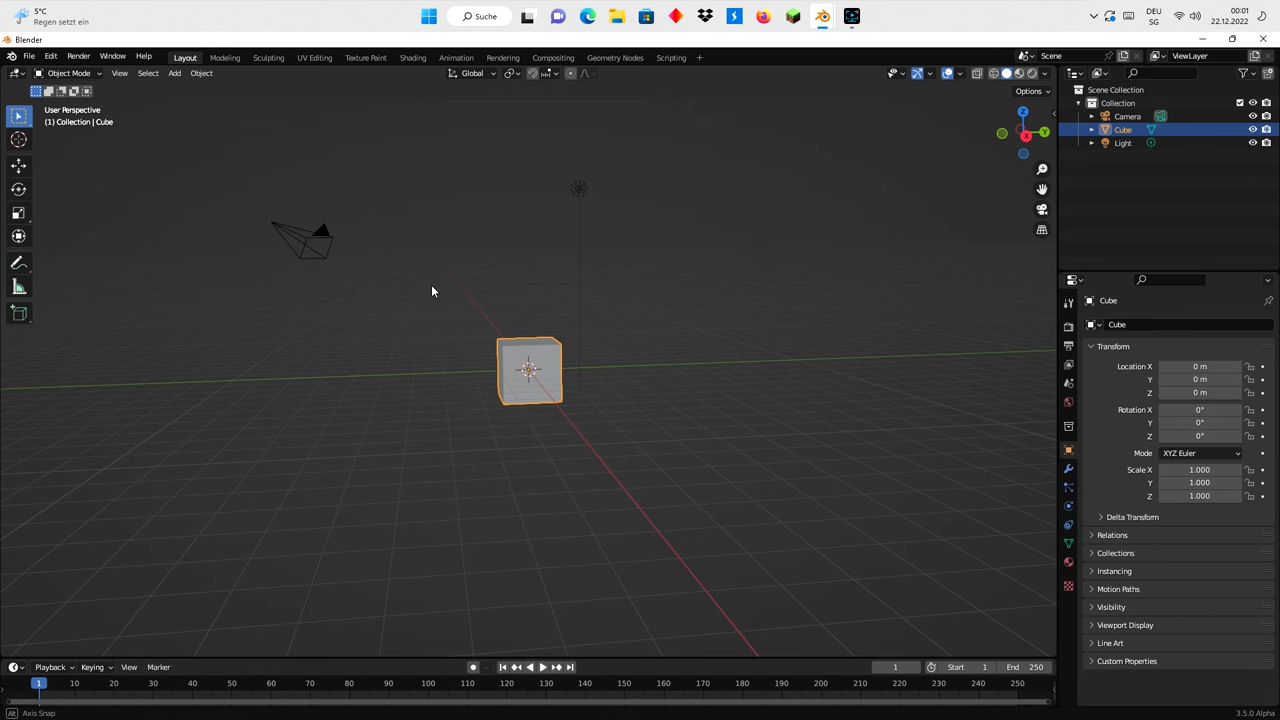 5°C
Regen setzt ein
Suche
DEU
SG
00:01
22.12.2022
Blender
File Edit Render Window Help
Layout Modeling Sculpting UV Editing Texture Paint Shading Animation Rendering Compositing Geometry Nodes Scripting +
Scene
ViewLayer
Object Mode View Select Add Object
Global
Options
User Perspective
(1) Collection | Cube
Z
Y
X
Scene Collection
Collection
Camera
Cube
Light
Cube
Cube
Transform
Location X 0 m
Y 0 m
Z 0 m
Rotation X 0°
Y 0°
Z 0°
Mode XYZ Euler
Scale X 1.000
Y 1.000
Z 1.000
Delta Transform
Relations
Collections
Instancing
Motion Paths
Visibility
Viewport Display
Line Art
Custom Properties
Playback Keying View Marker
1
Start 1
End 250
1 10 20 30 40 50 60 70 80 90 100 110 120 130 140 150 160 170 180 190 200 210 220 230 240 250
Alt Axis Snap
3.5.0 Alpha